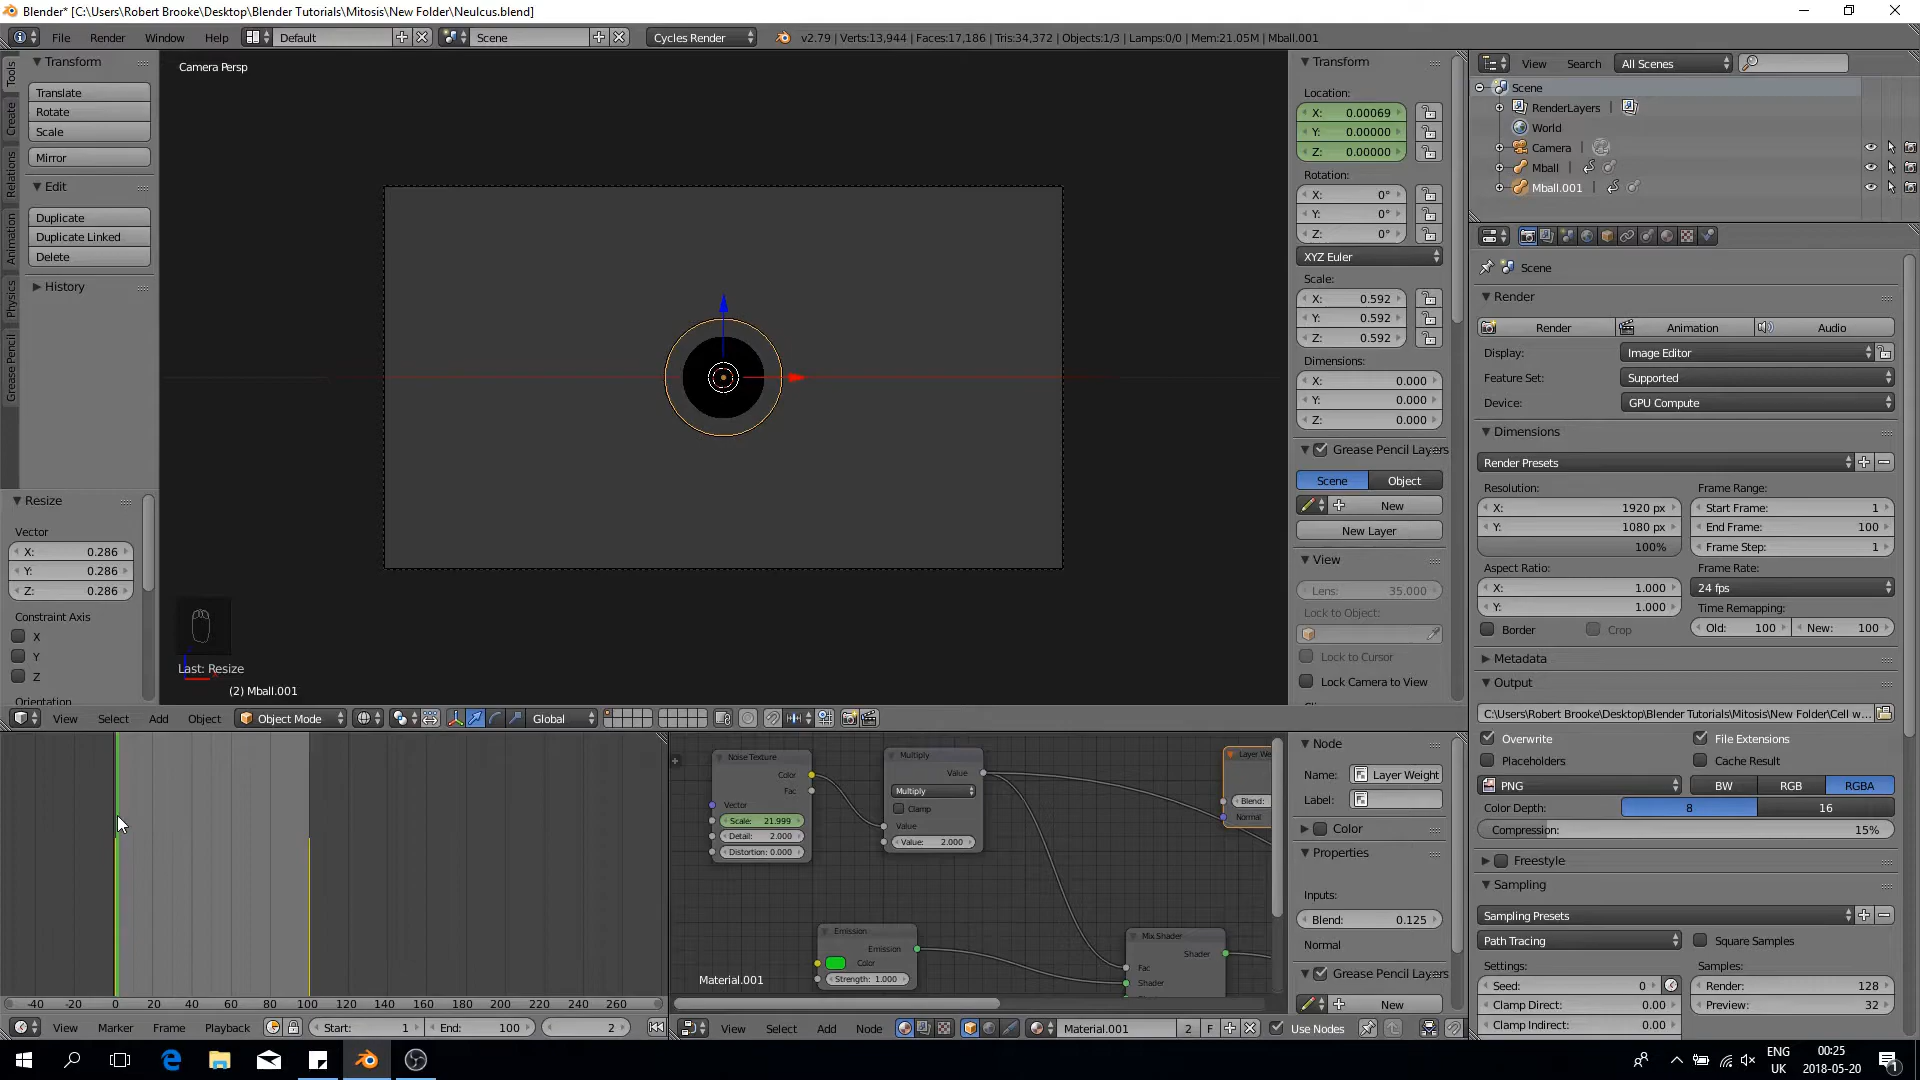 Blender* [C:\Users\Robert Brooke\Desktop\Blender Tutorials\Mitosis\New Folder\Neulcus.blend]
File Render Window Help Default Scene Cycles Render v2.79 | Verts:13,944 | Faces:17,186 | Tris:34,372 | Objects:1/3 | Lamps:0/0 | Mem:21.05M | Mball.001
Tools
Create
Relations
Animation
Physics
Grease Pencil
Transform
Translate
Rotate
Scale
Mirror
Edit
Duplicate
Duplicate Linked
Delete
History
Resize
Vector
X: 0.286
Y: 0.286
Z: 0.286
Constraint Axis
X
Y
Z
Orientation
Camera Persp
Last: Resize
(2) Mball.001
View Select Add Object Object Mode Global
Transform
Location:
X: 0.00069
Y: 0.00000
Z: 0.00000
Rotation:
X: 0°
Y: 0°
Z: 0°
XYZ Euler
Scale:
X: 0.592
Y: 0.592
Z: 0.592
Dimensions:
X: 0.000
Y: 0.000
Z: 0.000
Grease Pencil Layers
Scene Object
New
New Layer
View
Lens: 35.000
Lock to Object:
Lock to Cursor
Lock Camera to View
View Search All Scenes
Scene
RenderLayers
World
Camera
Mball
Mball.001
Scene
Render
Render Animation Audio
Display: Image Editor
Feature Set: Supported
Device: GPU Compute
Dimensions
Render Presets
Resolution: Frame Range:
X: 1920 px Start Frame: 1
Y: 1080 px End Frame: 100
100% Frame Step: 1
Aspect Ratio: Frame Rate:
X: 1.000 24 fps
Y: 1.000 Time Remapping:
Border Crop Old: 100 New: 100
Metadata
Output
C:\Users\Robert Brooke\Desktop\Blender Tutorials\Mitosis\New Folder\Cell w...
Overwrite File Extensions
Placeholders Cache Result
PNG BW RGB RGBA
Color Depth: 8 16
Compression: 15%
Freestyle
Sampling
Sampling Presets
Path Tracing Square Samples
Settings: Samples:
Seed: 0 Render: 128
Clamp Direct: 0.00 Preview: 32
Clamp Indirect: 0.00
-40 -20 0 20 40 60 80 100 120 140 160 180 200 220 240 260
View Marker Frame Playback Start: 1 End: 100 2
Noise Texture
Color
Fac
Vector
Scale: 21.999
Detail: 2.000
Distortion: 0.000
Multiply
Value
Multiply
Clamp
Value
Value: 2.000
Layer We
Blend:
Normal
Emission
Emission
Color
Strength: 1.000
Mix Shader
Shader
Fac
Shader
Material.001
View Select Add Node Material.001 2 F Use Nodes
Node
Name: Layer Weight
Label:
Color
Properties
Inputs:
Blend: 0.125
Normal
Grease Pencil Layers
New
ENG
UK
00:25
2018-05-20
1